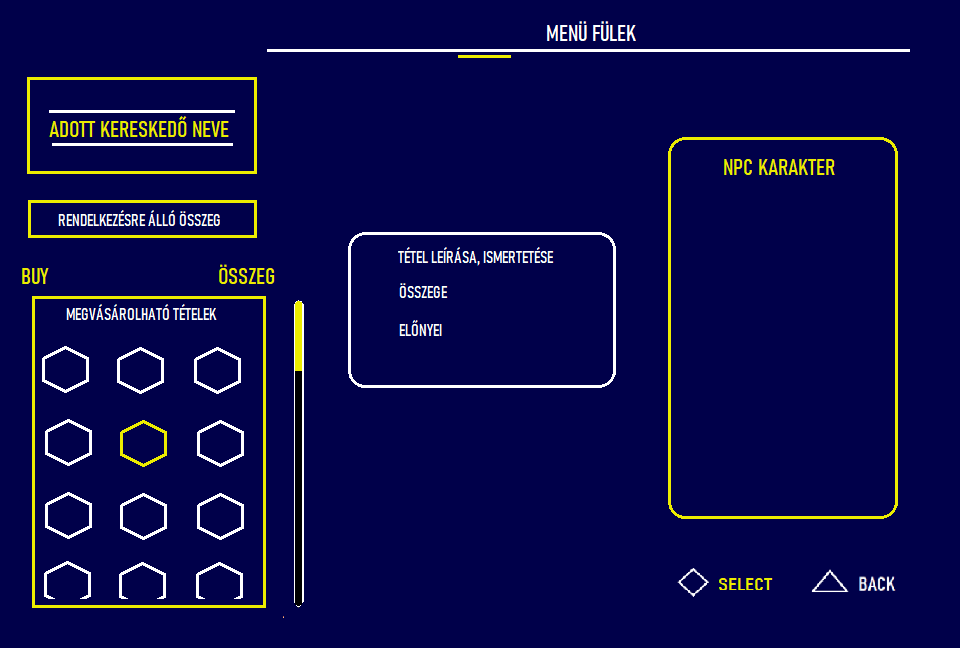 MENÜ FÜLEK
ADOTT KERESKEDŐ NEVE
RENDELKEZÉSRE ÁLLÓ ÖSSZEG
BUY ÖSSZEG
MEGVÁSÁROLHATÓ TÉTELEK
TÉTEL LEÍRÁSA, ISMERTETÉSE
ÖSSZEGE
ELŐNYEI
NPC KARAKTER
SELECT BACK